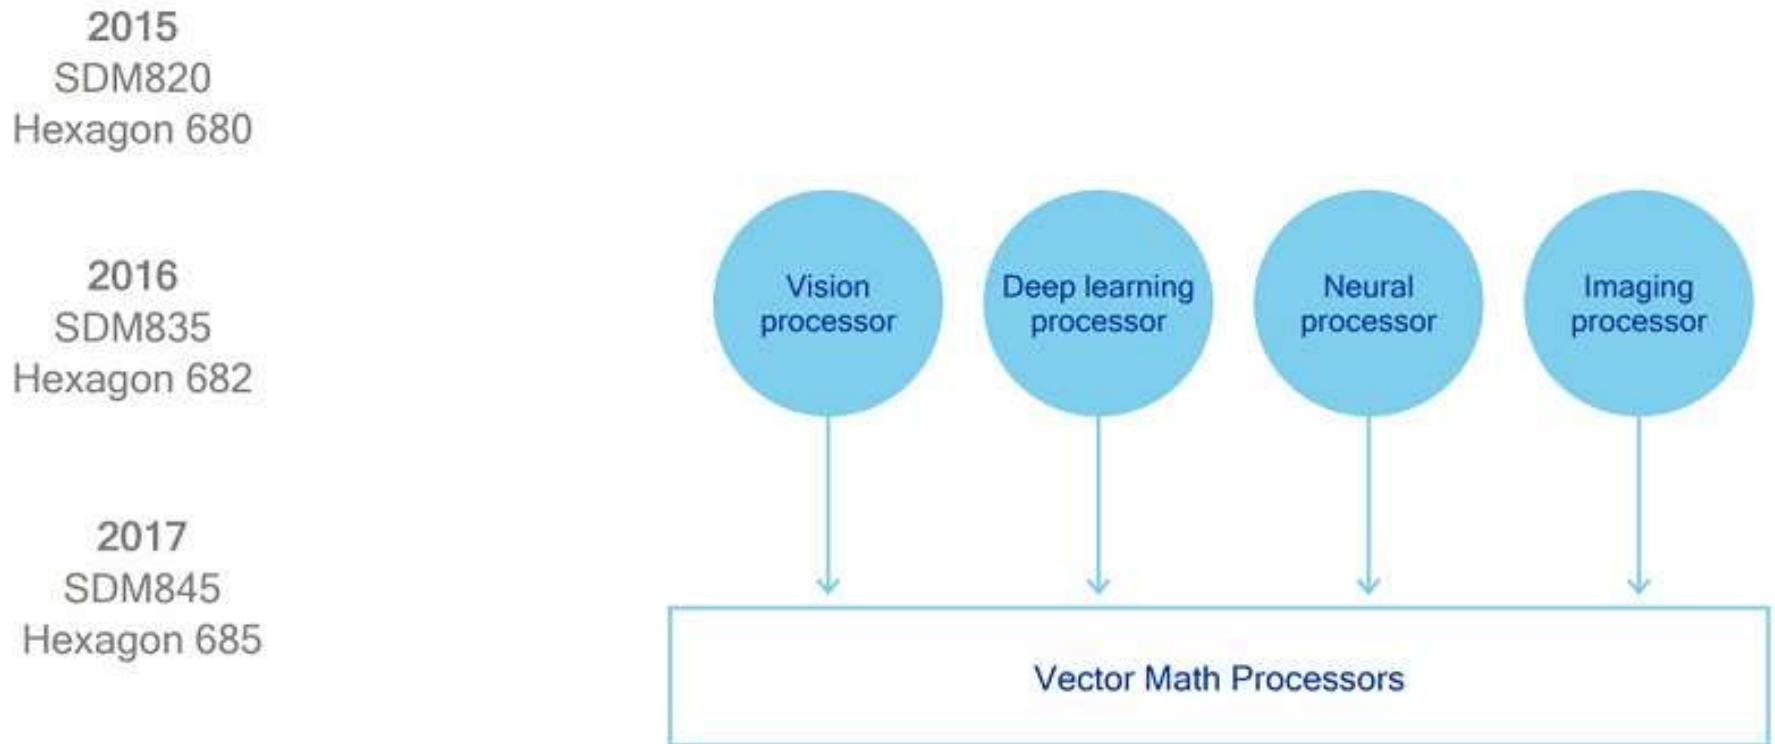 2015
SDM820
Hexagon 680
2016
SDM835
Hexagon 682
2017
SDM845
Hexagon 685
Vision
processor
Deep learning
processor
Neural
processor
Imaging
processor
Vector Math Processors